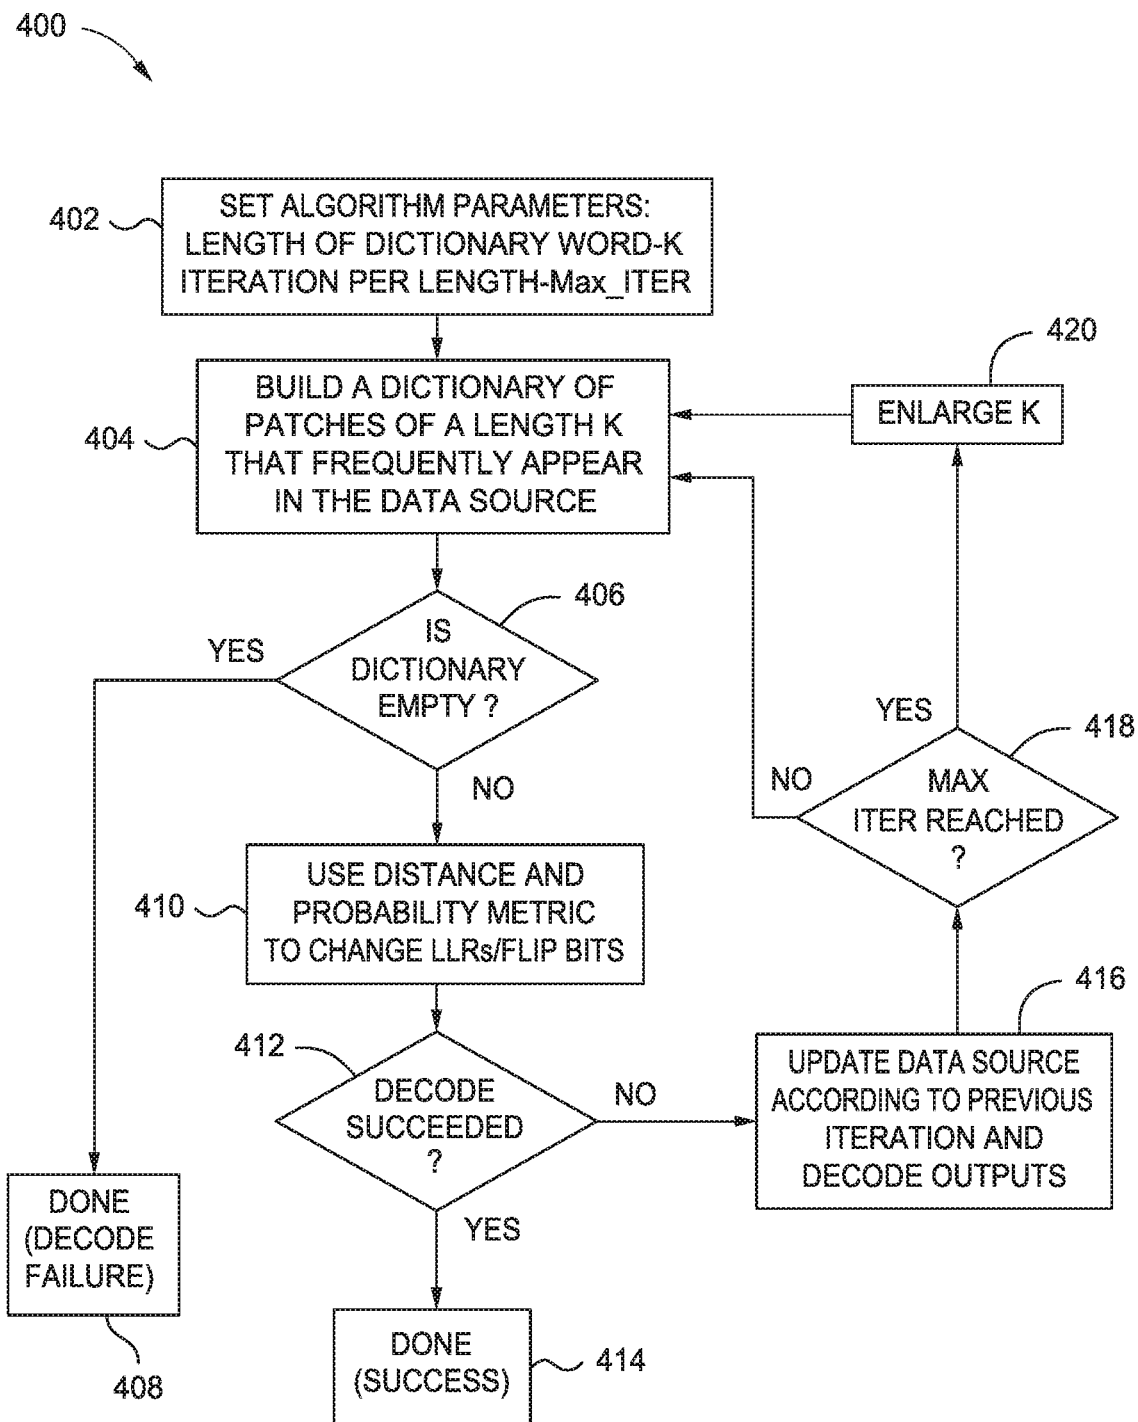 400
402
SET ALGORITHM PARAMETERS:
LENGTH OF DICTIONARY WORD-K
ITERATION PER LENGTH-Max_ITER
404
BUILD A DICTIONARY OF
PATCHES OF A LENGTH K
THAT FREQUENTLY APPEAR
IN THE DATA SOURCE
420
ENLARGE K
406
IS
DICTIONARY
EMPTY ?
YES
NO
410
USE DISTANCE AND
PROBABILITY METRIC
TO CHANGE LLRs/FLIP BITS
412
DECODE
SUCCEEDED
?
NO
YES
416
UPDATE DATA SOURCE
ACCORDING TO PREVIOUS
ITERATION AND
DECODE OUTPUTS
418
MAX
ITER REACHED
?
YES
NO
DONE
(DECODE
FAILURE)
408
DONE
(SUCCESS)
414